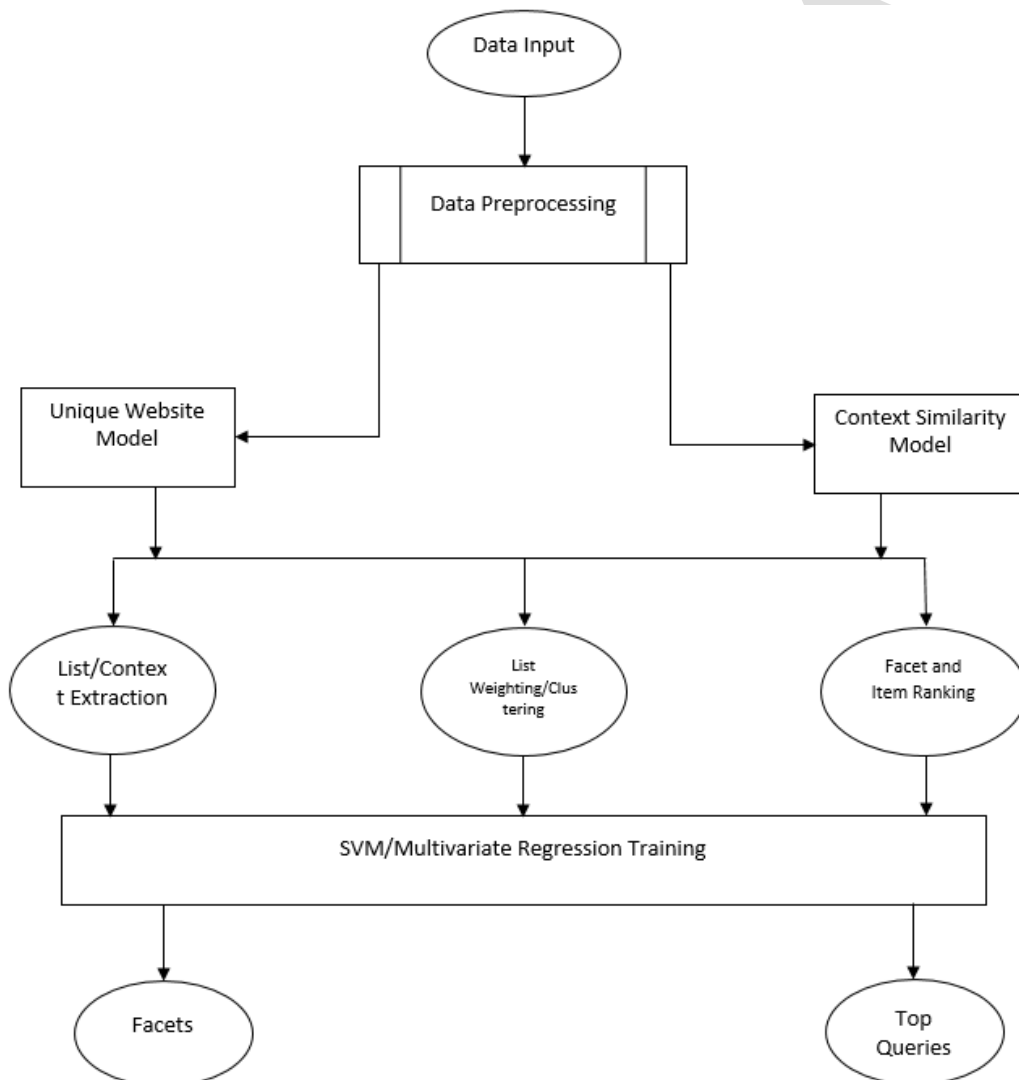 Data Input
Data Preprocessing
Unique Website
Model
Context Similarity
Model
List/Contex
t Extraction
List
Weighting/Clus
tering
Facet and
Item Ranking
SVM/Multivariate Regression Training
Facets
Top
Queries